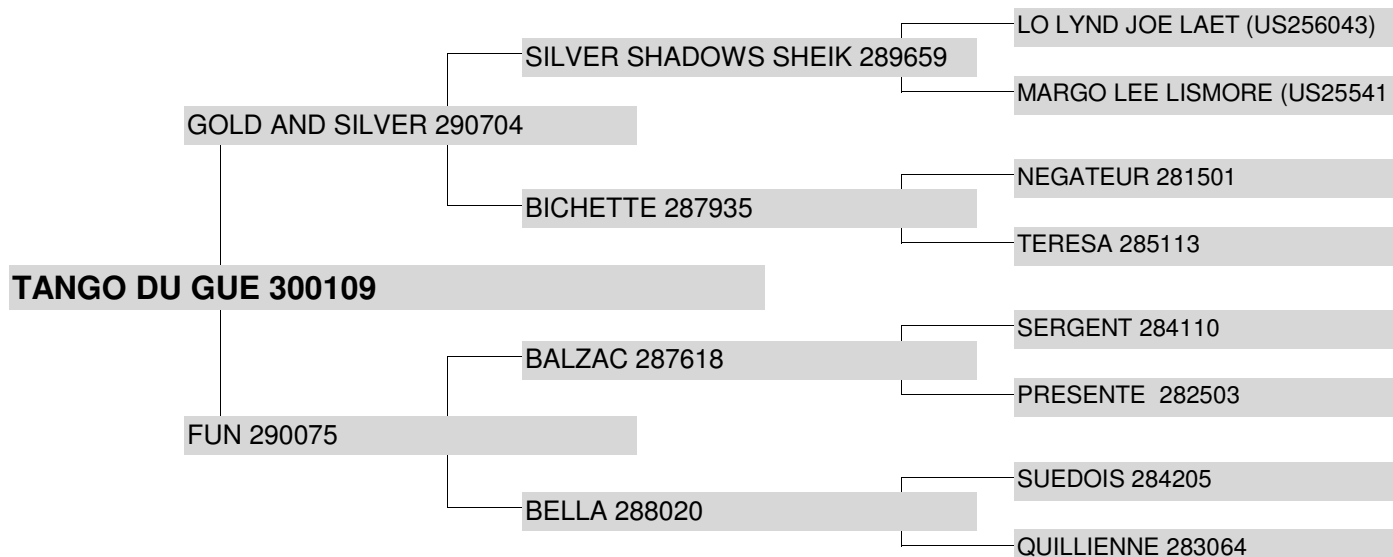 LO LYND JOE LAET (US256043)
SILVER SHADOWS SHEIK 289659
MARGO LEE LISMORE (US25541
GOLD AND SILVER 290704
NEGATEUR 281501
BICHETTE 287935
TERESA 285113
TANGO DU GUE 300109
SERGENT 284110
BALZAC 287618
PRESENTE 282503
FUN 290075
SUEDOIS 284205
BELLA 288020
QUILLIENNE 283064